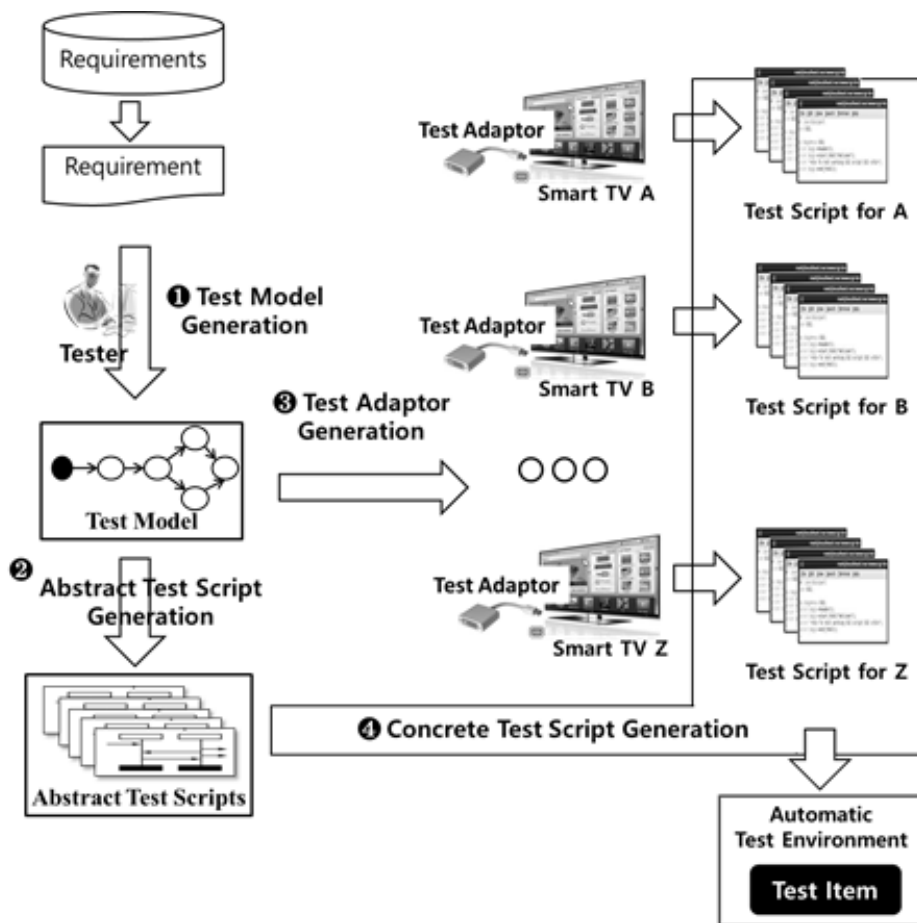 Requirements
Requirement
❶ Test Model
Generation
Tester
Test Model
❷
Abstract Test Script
Generation
Abstract Test Scripts
❸ Test Adaptor
Generation
Test Adaptor
Smart TV A
Test Script for A
Test Adaptor
Smart TV B
Test Script for B
Test Adaptor
Smart TV Z
Test Script for Z
❹ Concrete Test Script Generation
Automatic
Test Environment
Test Item